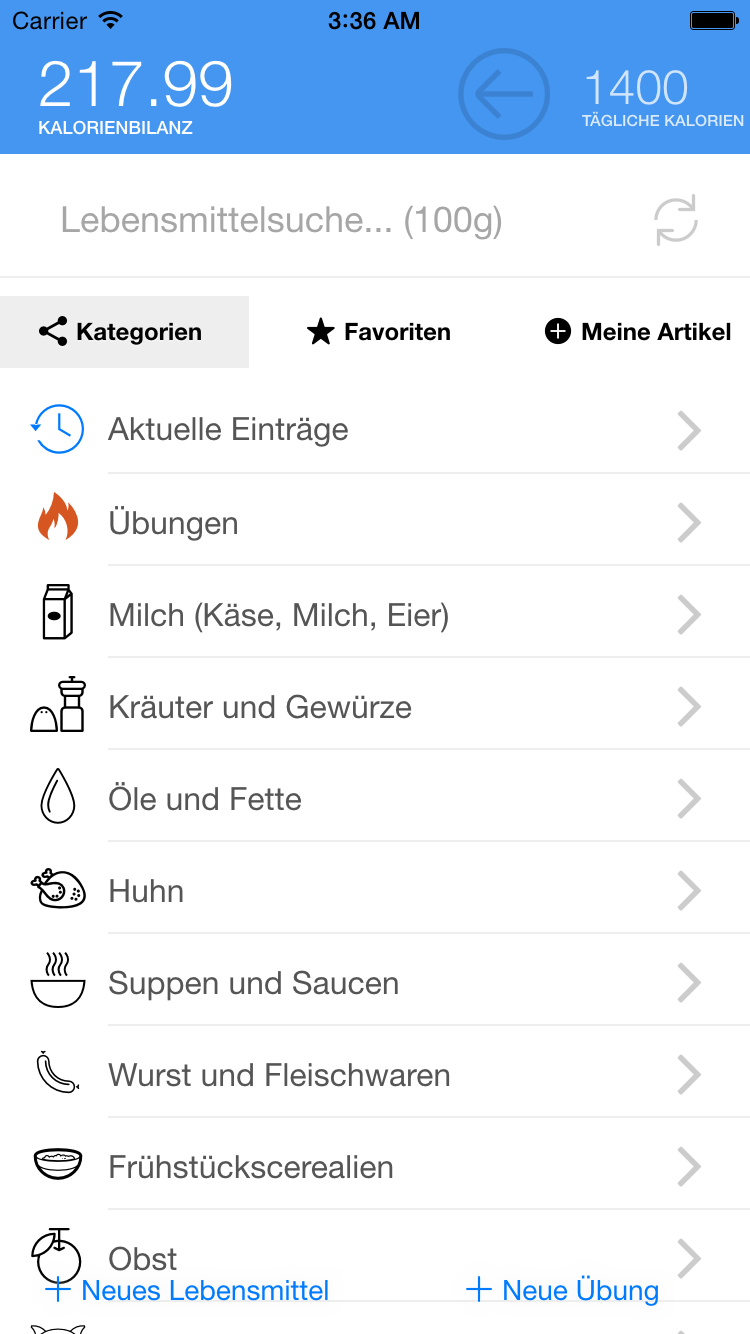 Carrier 3:36 AM
217.99 1400
KALORIENBILANZ TÄGLICHE KALORIEN
Lebensmittelsuche... (100g)
Kategorien Favoriten Meine Artikel
Aktuelle Einträge
Übungen
Milch (Käse, Milch, Eier)
Kräuter und Gewürze
Öle und Fette
Huhn
Suppen und Saucen
Wurst und Fleischwaren
Frühstückscerealien
Obst
Neues Lebensmittel Neue Übung